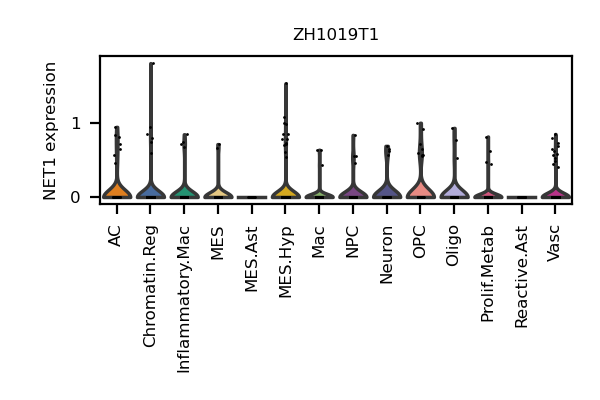 ZH1019T1
NET1 expression
1
0
AC
Chromatin.Reg
Inflammatory.Mac
MES
MES.Ast
MES.Hyp
Mac
NPC
Neuron
OPC
Oligo
Prolif.Metab
Reactive.Ast
Vasc